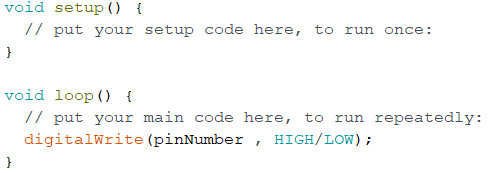 void setup() {
  // put your setup code here, to run once:
}

void loop() {
  // put your main code here, to run repeatedly:
  digitalWrite(pinNumber , HIGH/LOW);
}